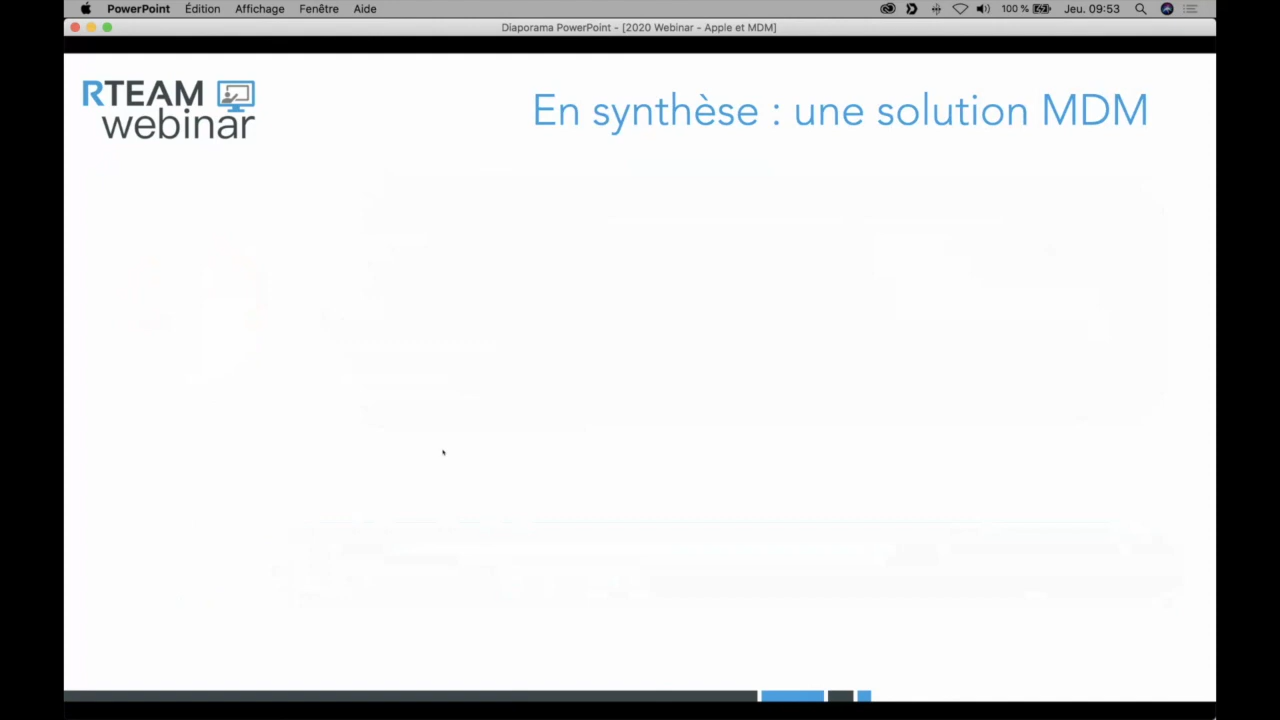 PowerPoint Édition Affichage Fenêtre Aide 100 % Jeu. 09:53
Diaporama PowerPoint - [2020 Webinar - Apple et MDM]
RTEAM
webinar
En synthèse : une solution MDM